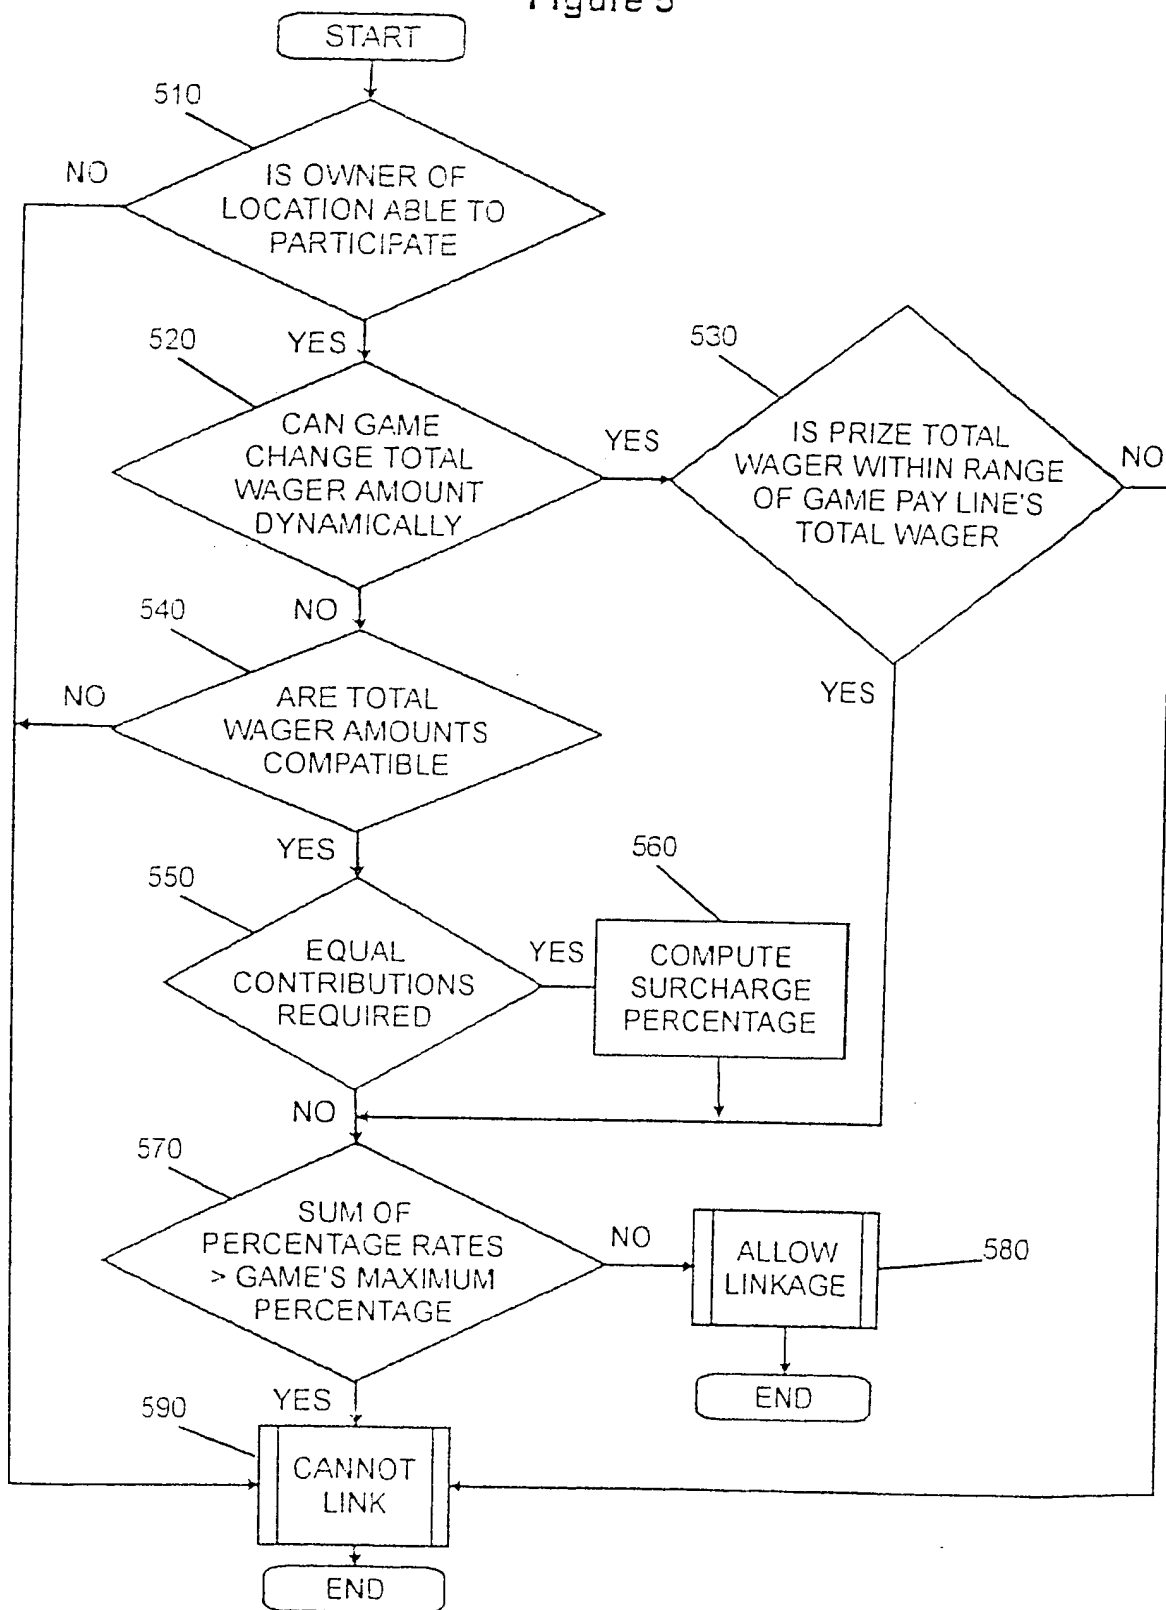 Figure 5
START
510
NO
IS OWNER OF
LOCATION ABLE TO
PARTICIPATE
YES
520
530
CAN GAME
CHANGE TOTAL
WAGER AMOUNT
DYNAMICALLY
YES
IS PRIZE TOTAL
WAGER WITHIN RANGE
OF GAME PAY LINE'S
TOTAL WAGER
NO
NO
540
YES
NO
ARE TOTAL
WAGER AMOUNTS
COMPATIBLE
YES
550
560
EQUAL
CONTRIBUTIONS
REQUIRED
YES
COMPUTE
SURCHARGE
PERCENTAGE
NO
570
SUM OF
PERCENTAGE RATES
> GAME'S MAXIMUM
PERCENTAGE
NO
ALLOW
LINKAGE
580
END
YES
590
CANNOT
LINK
END